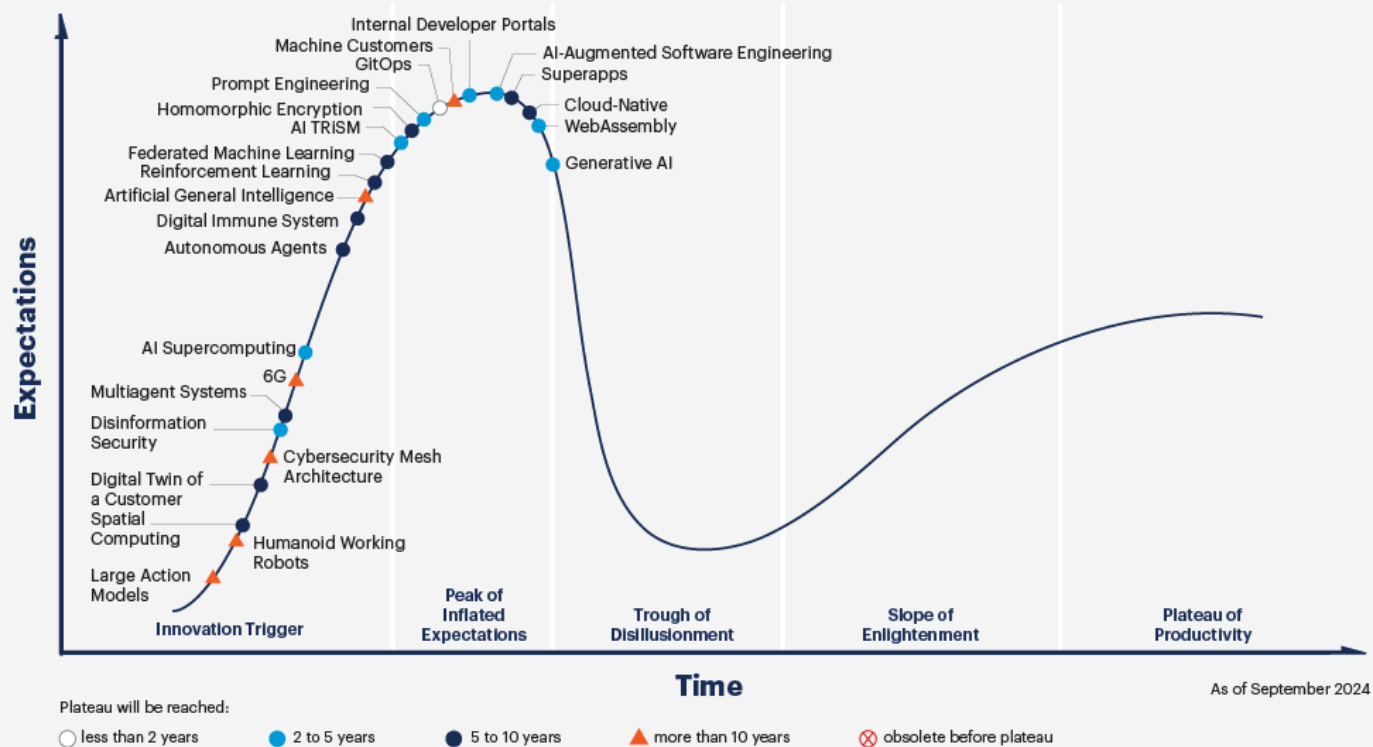 Internal Developer Portals
Machine Customers
GitOps
AI-Augmented Software Engineering
Superapps
Prompt Engineering
Homomorphic Encryption
AI TRiSM
Cloud-Native
WebAssembly
Federated Machine Learning
Reinforcement Learning
Generative AI
Artificial General Intelligence
Digital Immune System
Autonomous Agents
Expectations
AI Supercomputing
6G
Multiagent Systems
Disinformation
Security
Cybersecurity Mesh
Architecture
Digital Twin of
a Customer
Spatial
Computing
Humanoid Working
Robots
Large Action
Models
Innovation Trigger
Peak of
Inflated
Expectations
Trough of
Disillusionment
Slope of
Enlightenment
Plateau of
Productivity
Time
As of September 2024
Plateau will be reached:
less than 2 years
2 to 5 years
5 to 10 years
more than 10 years
obsolete before plateau